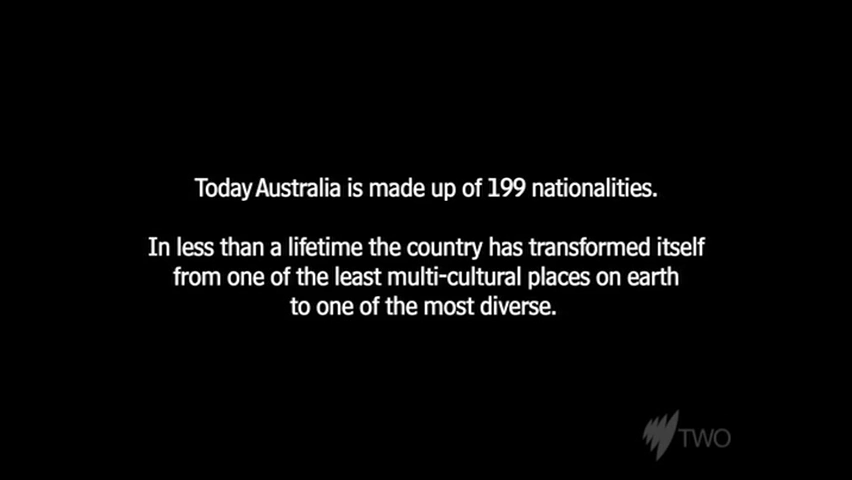 Today Australia is made up of 199 nationalities.
In less than a lifetime the country has transformed itself
from one of the least multi-cultural places on earth
to one of the most diverse.
TWO